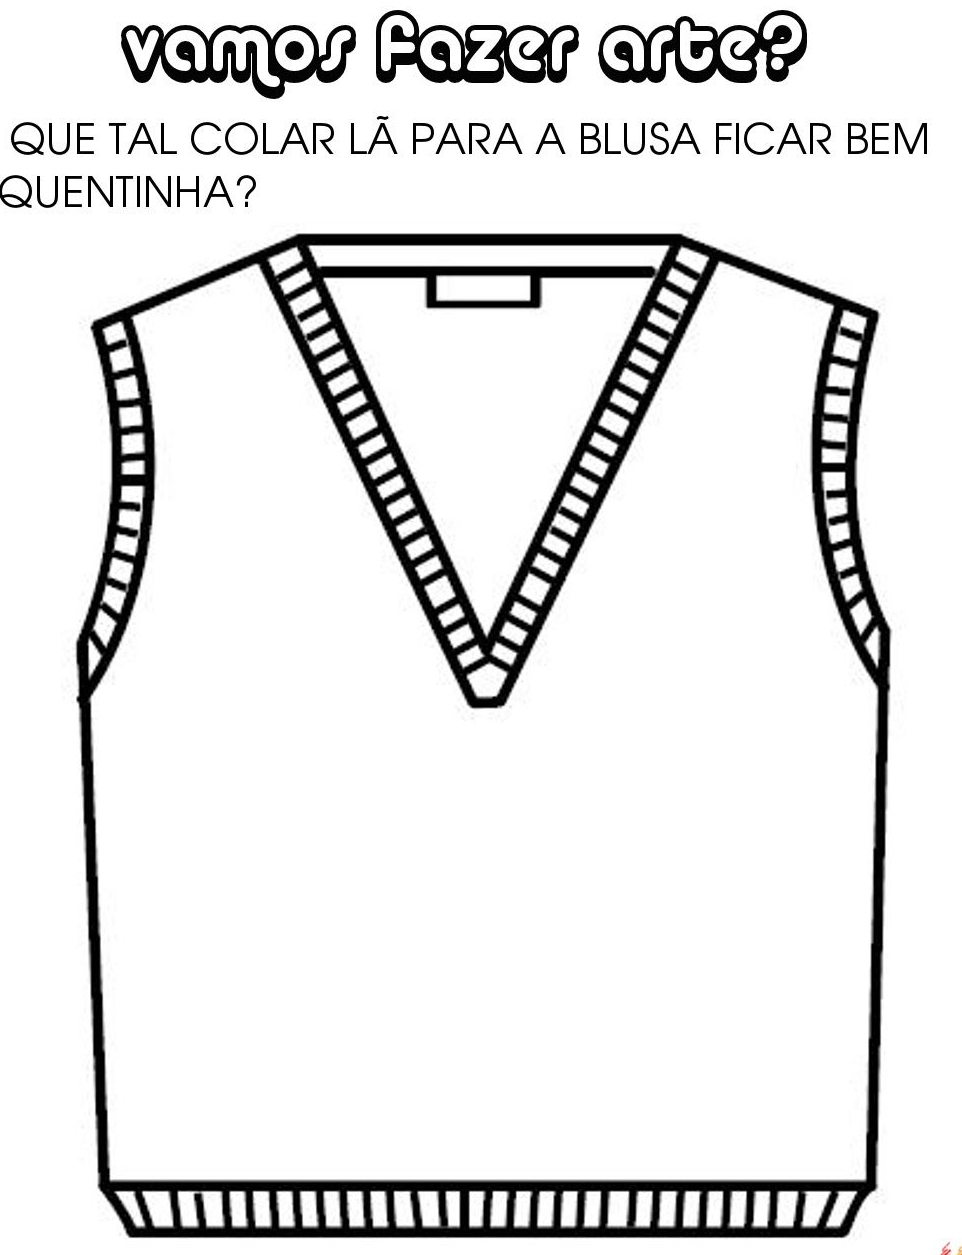 vamos fazer arte?
QUE TAL COLAR LÃ PARA A BLUSA FICAR BEM
QUENTINHA?